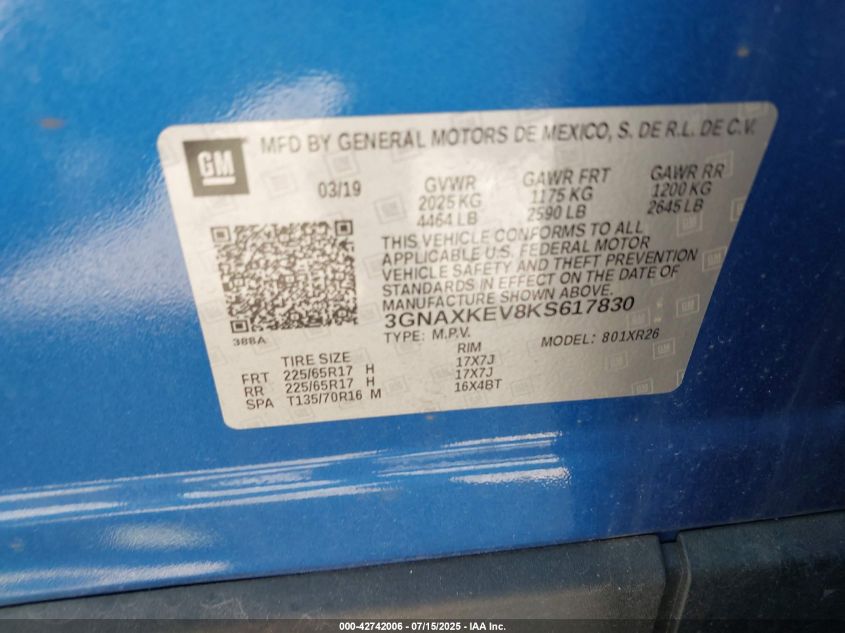 GM
MFD BY GENERAL MOTORS DE MEXICO, S. DE R.L. DE C.V.
03/19
GVWR GAWR FRT GAWR RR
2025 KG 1175 KG 1200 KG
4464 LB 2590 LB 2645 LB
THIS VEHICLE CONFORMS TO ALL
APPLICABLE U.S. FEDERAL MOTOR
VEHICLE SAFETY AND THEFT PREVENTION
STANDARDS IN EFFECT ON THE DATE OF
MANUFACTURE SHOWN ABOVE.
3GNAXKEV8KS617830
TYPE: M.P.V. MODEL: 801XR26
388A
TIRE SIZE RIM
FRT 225/65R17 H 17X7J
RR 225/65R17 H 17X7J
SPA T135/70R16 M 16X4BT
000-42742006 - 07/15/2025 - IAA Inc.